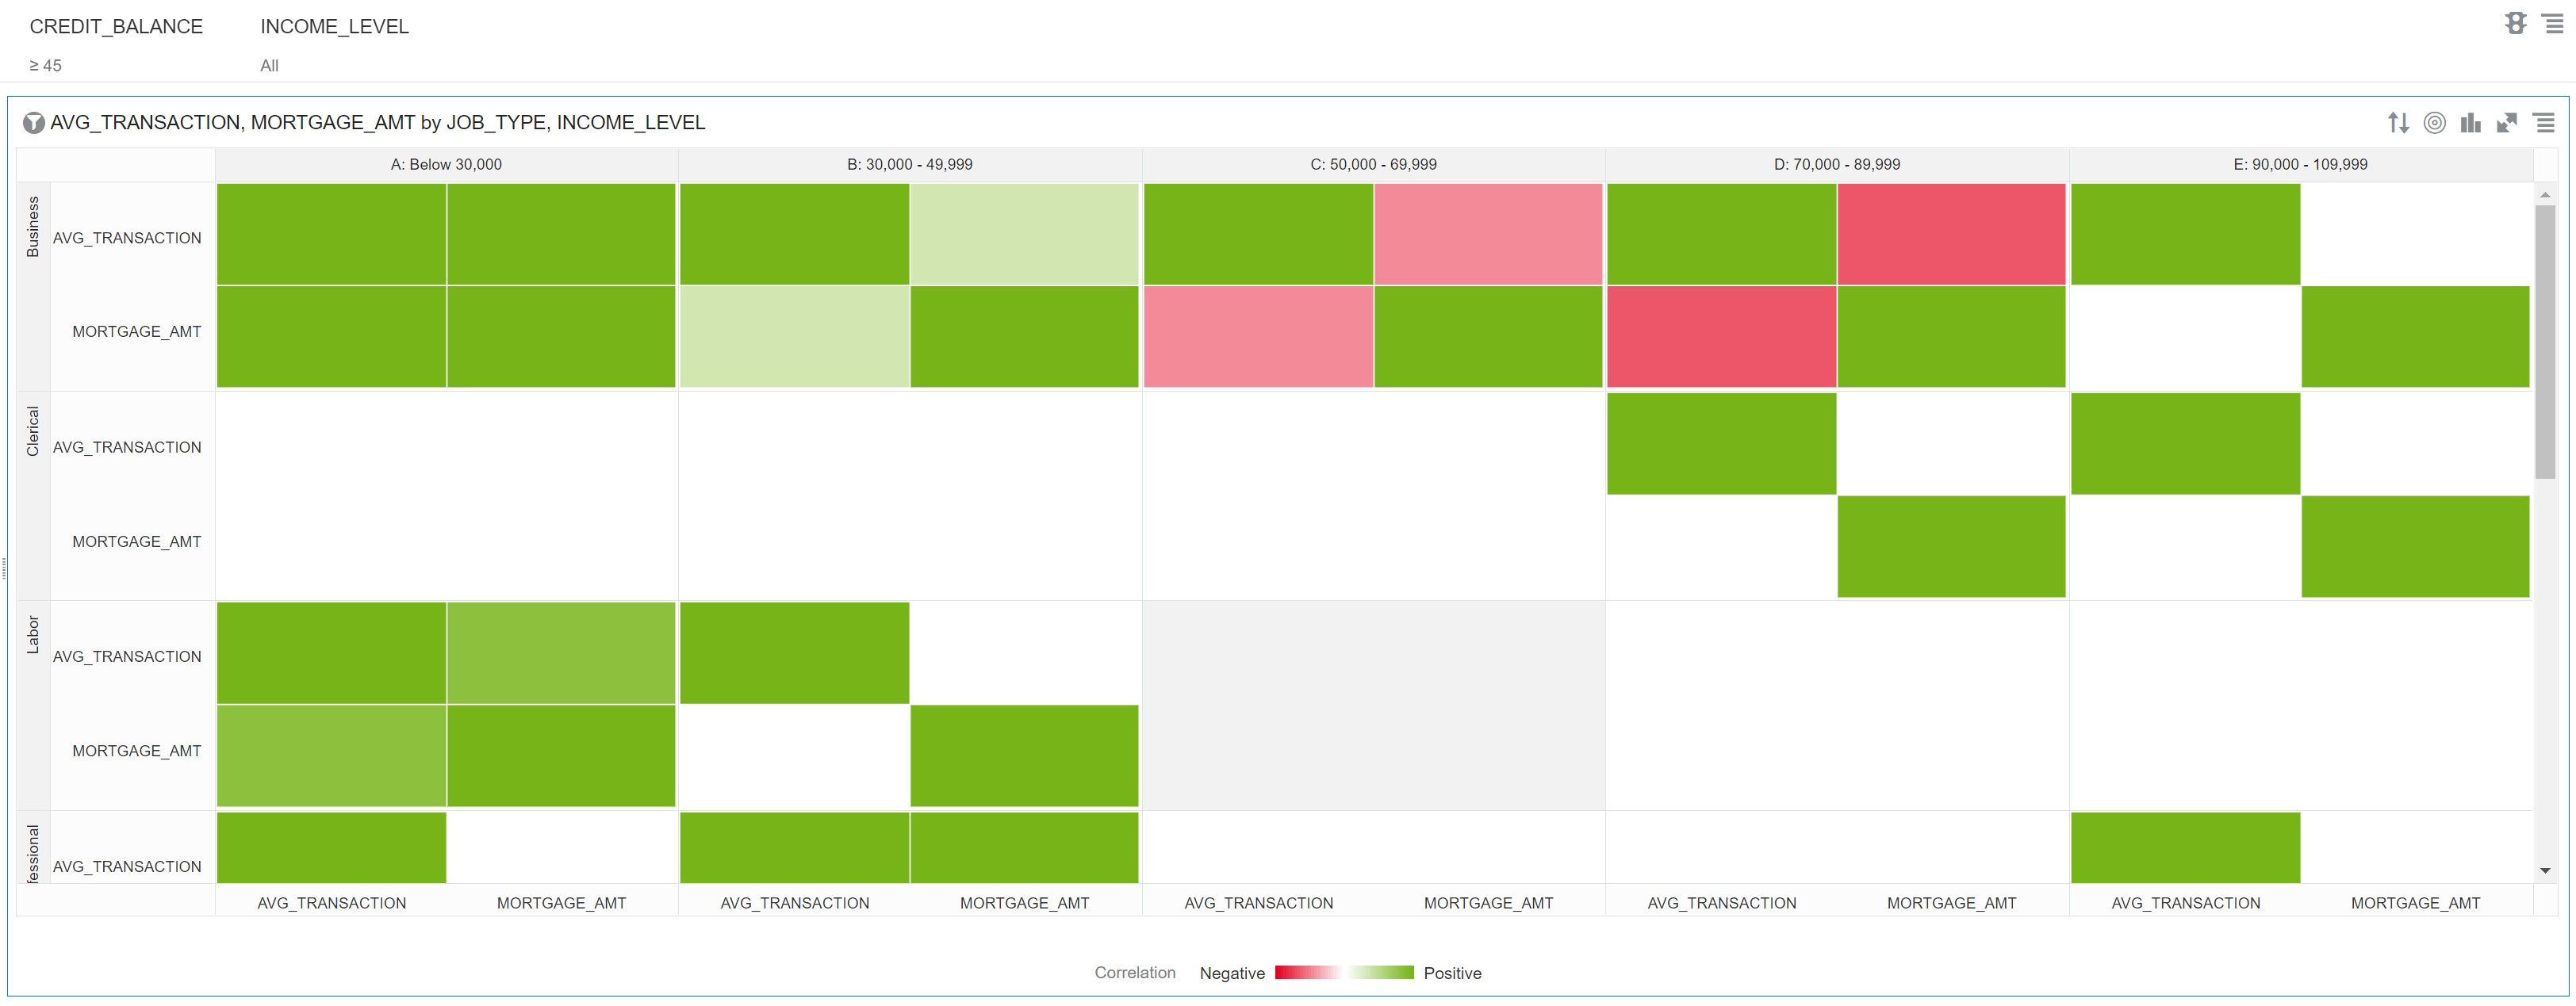 CREDIT_BALANCE INCOME_LEVEL
≥ 45 All
AVG_TRANSACTION, MORTGAGE_AMT by JOB_TYPE, INCOME_LEVEL
A: Below 30,000 B: 30,000 - 49,999 C: 50,000 - 69,999 D: 70,000 - 89,999 E: 90,000 - 109,999
Business
AVG_TRANSACTION
MORTGAGE_AMT
Clerical
AVG_TRANSACTION
MORTGAGE_AMT
Labor
AVG_TRANSACTION
MORTGAGE_AMT
fessional
AVG_TRANSACTION
AVG_TRANSACTION MORTGAGE_AMT AVG_TRANSACTION MORTGAGE_AMT AVG_TRANSACTION MORTGAGE_AMT AVG_TRANSACTION MORTGAGE_AMT AVG_TRANSACTION MORTGAGE_AMT
Correlation Negative Positive